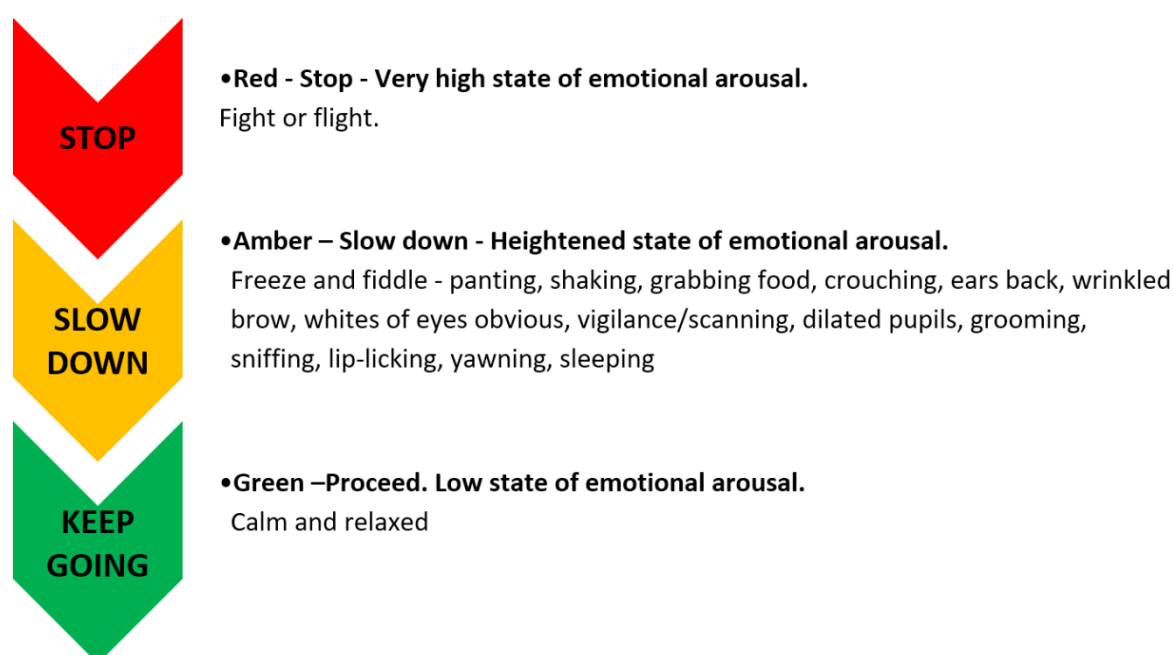 STOP
•Red - Stop - Very high state of emotional arousal.
Fight or flight.
SLOW
DOWN
•Amber – Slow down - Heightened state of emotional arousal.
Freeze and fiddle - panting, shaking, grabbing food, crouching, ears back, wrinkled
brow, whites of eyes obvious, vigilance/scanning, dilated pupils, grooming,
sniffing, lip-licking, yawning, sleeping
KEEP
GOING
•Green –Proceed. Low state of emotional arousal.
Calm and relaxed